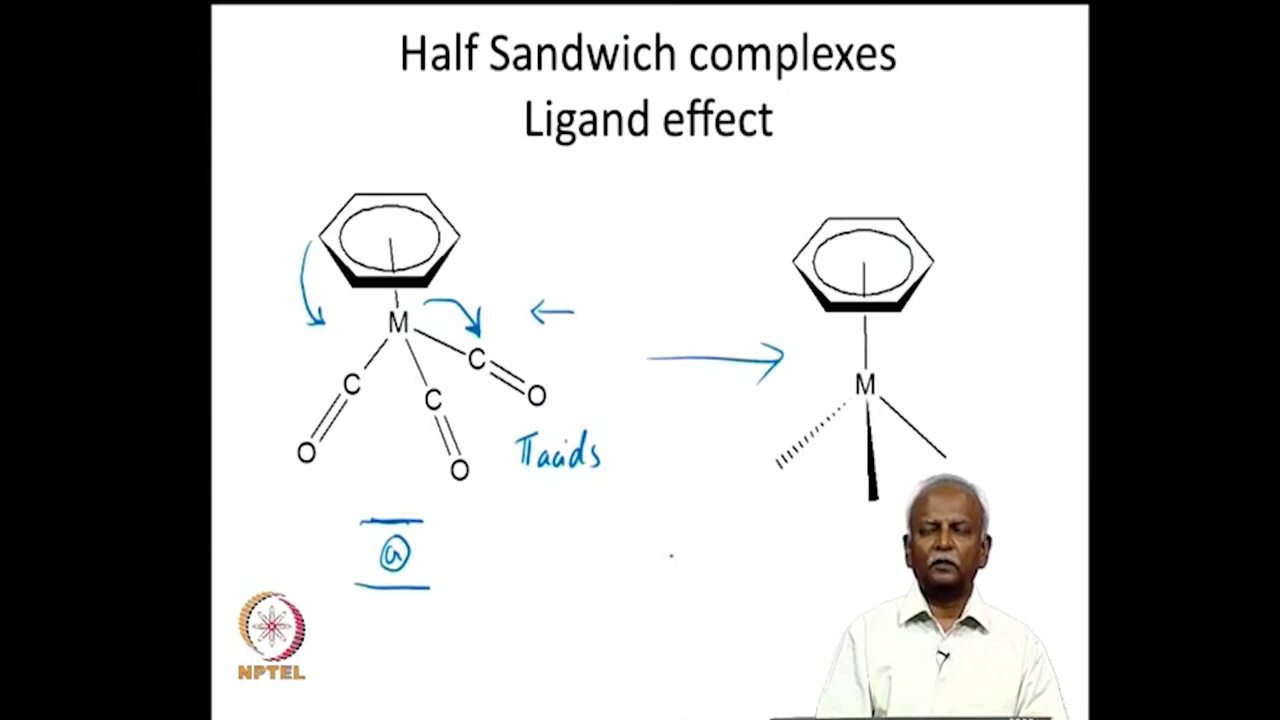 Half Sandwich complexes
Ligand effect
M
C
O
C
O
C
O
π acids
a
M
NPTEL